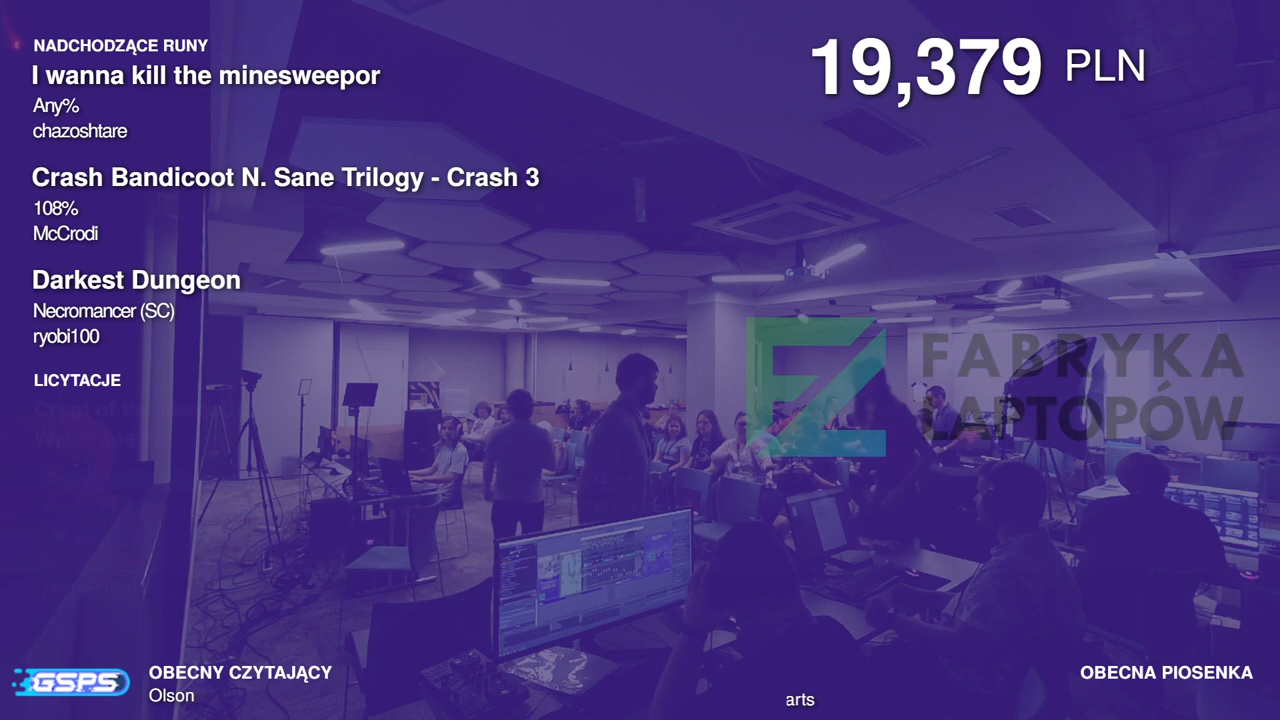 NADCHODZĄCE RUNY
I wanna kill the minesweepor
Any%
chazoshtare
Crash Bandicoot N. Sane Trilogy - Crash 3
108%
McCrodi
Darkest Dungeon
Necromancer (SC)
ryobi100
LICYTACJE
19,379 PLN
FABRYKA
LAPTOPÓW
GSPS
OBECNY CZYTAJĄCY
Olson
arts
OBECNA PIOSENKA